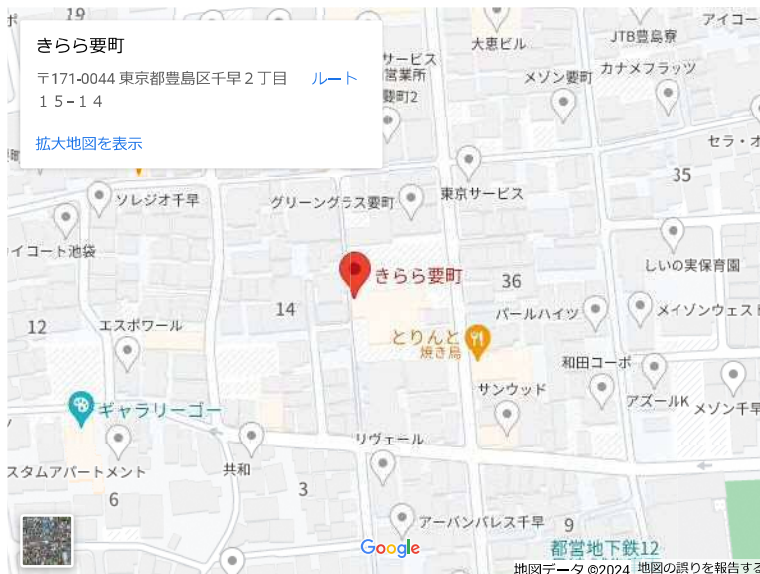 きらら要町
〒171-0044 東京都豊島区千早２丁目
１５−１４
ルート
拡大地図を表示
19
大恵ビル
JTB豊島寮
アイコー
サービス
営業所
要町2
メゾン要町
カナメフラッツ
セラ・オ
35
ソレジオ千早
グリーングラス要町
東京サービス
イコート池袋
しいの実保育園
きらら要町
36
14
パールハイツ
メイゾンウェス
12
エスポワール
とりんと
焼き鳥
和田コーポ
サンウッド
アズールK
メゾン千早
ギャラリーゴー
リヴェール
共和
スタムアパートメント
6
3
アーバンパレス千早
9
Google
都営地下鉄12
地図データ ©2024
地図の誤りを報告する